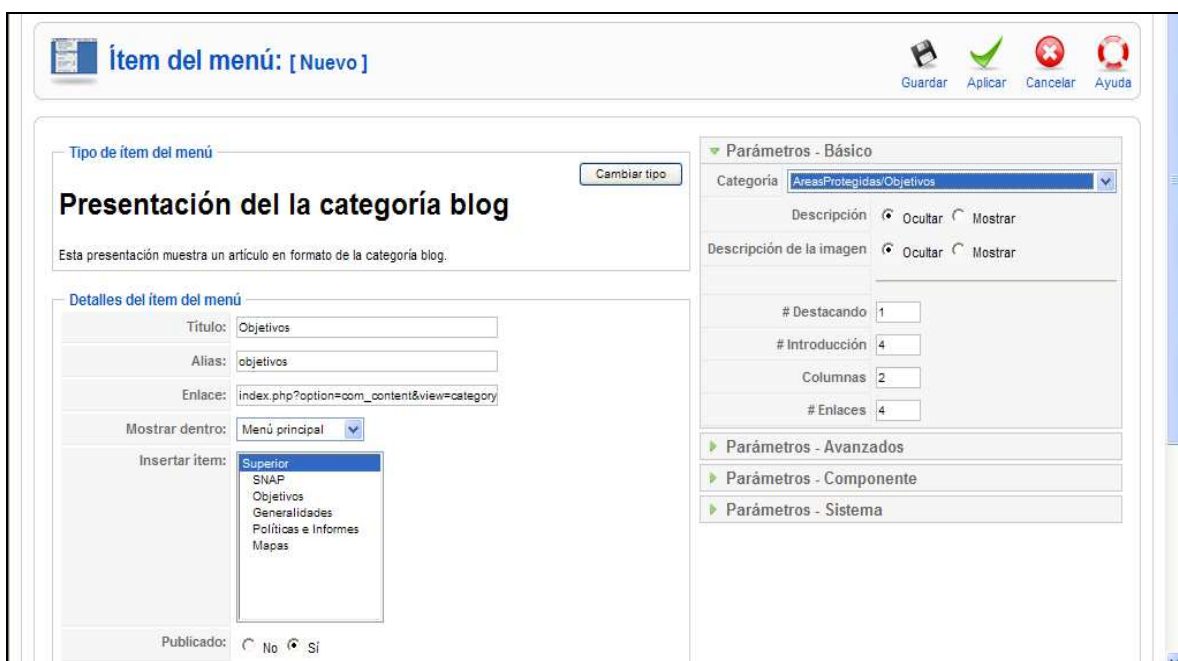 Ítem del menú: [ Nuevo ]
Guardar
Aplicar
Cancelar
Ayuda
Tipo de ítem del menú
Cambiar tipo
Presentación del la categoría blog
Esta presentación muestra un artículo en formato de la categoría blog.
Detalles del ítem del menú
Título: Objetivos
Alias: objetivos
Enlace: index.php?option=com_content&view=category
Mostrar dentro: Menú principal
Insertar ítem: Superior
SNAP
Objetivos
Generalidades
Políticas e Informes
Mapas
Publicado: No Sí
Parámetros - Básico
Categoría AreasProtegidas/Objetivos
Descripción Ocultar Mostrar
Descripción de la imagen Ocultar Mostrar
# Destacando 1
# Introducción 4
Columnas 2
# Enlaces 4
Parámetros - Avanzados
Parámetros - Componente
Parámetros - Sistema